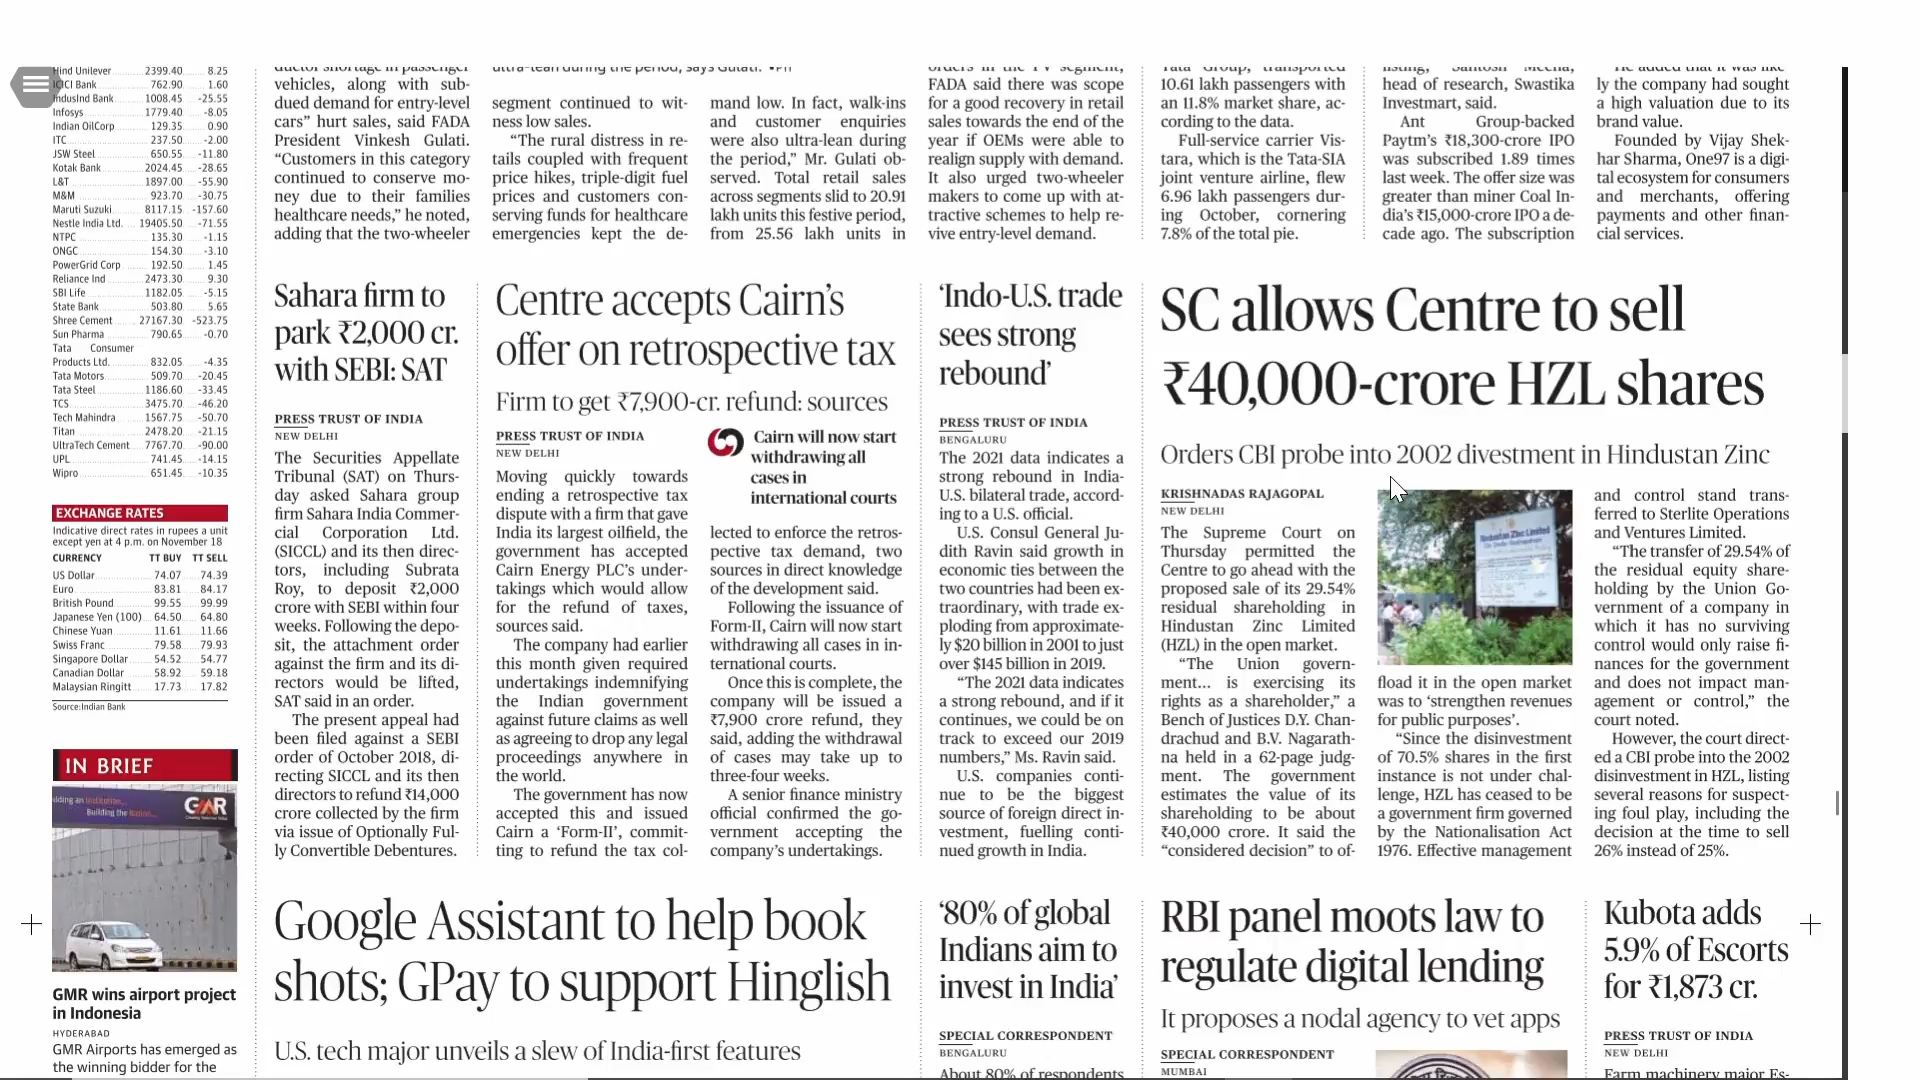 Hind Unilever 2399.40 8.25
ICICI Bank 762.90 1.60
IndusInd Bank 1008.45 -25.55
Infosys 1779.40 -8.05
Indian OilCorp 129.35 0.90
ITC 237.50 -2.00
JSW Steel 650.55 -11.80
Kotak Bank 2024.45 -28.65
L&T 1897.00 -55.90
M&M 923.70 -30.75
Maruti Suzuki 8117.15 -157.60
Nestle India Ltd. 19405.50 -71.55
NTPC 135.30 -1.15
ONGC 154.30 -3.10
PowerGrid Corp 192.50 1.45
Reliance Ind 2473.30 9.30
SBI Life 1182.05 -5.15
State Bank 503.80 5.65
Shree Cement 27167.30 -523.75
Sun Pharma 790.65 -0.70
Tata Consumer
Products Ltd. 832.05 -4.35
Tata Motors 509.70 -20.45
Tata Steel 1186.60 -33.45
TCS 3475.70 -46.20
Tech Mahindra 1567.75 -50.70
Titan 2478.20 -21.15
UltraTech Cement 7767.70 -90.00
UPL 741.45 -14.15
Wipro 651.45 -10.35
EXCHANGE RATES
Indicative direct rates in rupees a unit
except yen at 4 p.m. on November 18
CURRENCY TT BUY TT SELL
US Dollar 74.07 74.39
Euro 83.81 84.17
British Pound 99.55 99.99
Japanese Yen (100) 64.50 64.80
Chinese Yuan 11.61 11.66
Swiss Franc 79.58 79.93
Singapore Dollar 54.52 54.77
Canadian Dollar 58.92 59.18
Malaysian Ringitt 17.73 17.82
Source:Indian Bank
IN BRIEF
Building the Nation...
GMR
GMR wins airport project
in Indonesia
HYDERABAD
GMR Airports has emerged as
the winning bidder for the
ductor shortage in passenger
vehicles, along with sub-
dued demand for entry-level
cars” hurt sales, said FADA
President Vinkesh Gulati.
“Customers in this category
continued to conserve mo-
ney due to their families
healthcare needs,” he noted,
adding that the two-wheeler
ultra-lean during the period, says Gulati. •PTI
segment continued to wit-
ness low sales.
“The rural distress in re-
tails coupled with frequent
price hikes, triple-digit fuel
prices and customers con-
serving funds for healthcare
emergencies kept the de-
mand low. In fact, walk-ins
and customer enquiries
were also ultra-lean during
the period,” Mr. Gulati ob-
served. Total retail sales
across segments slid to 20.91
lakh units this festive period,
from 25.56 lakh units in
orders in the PV segment,
FADA said there was scope
for a good recovery in retail
sales towards the end of the
year if OEMs were able to
realign supply with demand.
It also urged two-wheeler
makers to come up with at-
tractive schemes to help re-
vive entry-level demand.
Tata Group, transported
10.61 lakh passengers with
an 11.8% market share, ac-
cording to the data.
Full-service carrier Vis-
tara, which is the Tata-SIA
joint venture airline, flew
6.96 lakh passengers dur-
ing October, cornering
7.8% of the total pie.
listing,” Santosh Meena,
head of research, Swastika
Investmart, said.
Ant Group-backed
Paytm’s ₹18,300-crore IPO
was subscribed 1.89 times
last week. The offer size was
greater than miner Coal In-
dia’s ₹15,000-crore IPO a de-
cade ago. The subscription
He added that it was like-
ly the company had sought
a high valuation due to its
brand value.
Founded by Vijay Shek-
har Sharma, One97 is a digi-
tal ecosystem for consumers
and merchants, offering
payments and other finan-
cial services.
Sahara firm to
park ₹2,000 cr.
with SEBI: SAT
PRESS TRUST OF INDIA
NEW DELHI
The Securities Appellate
Tribunal (SAT) on Thurs-
day asked Sahara group
firm Sahara India Commer-
cial Corporation Ltd.
(SICCL) and its then direc-
tors, including Subrata
Roy, to deposit ₹2,000
crore with SEBI within four
weeks. Following the depo-
sit, the attachment order
against the firm and its di-
rectors would be lifted,
SAT said in an order.
The present appeal had
been filed against a SEBI
order of October 2018, di-
recting SICCL and its then
directors to refund ₹14,000
crore collected by the firm
via issue of Optionally Ful-
ly Convertible Debentures.
Centre accepts Cairn’s
offer on retrospective tax
Firm to get ₹7,900-cr. refund: sources
PRESS TRUST OF INDIA
NEW DELHI
Moving quickly towards
ending a retrospective tax
dispute with a firm that gave
India its largest oilfield, the
government has accepted
Cairn Energy PLC’s under-
takings which would allow
for the refund of taxes,
sources said.
The company had earlier
this month given required
undertakings indemnifying
the Indian government
against future claims as well
as agreeing to drop any legal
proceedings anywhere in
the world.
The government has now
accepted this and issued
Cairn a ‘Form-II’, commit-
ting to refund the tax col-
Cairn will now start
withdrawing all
cases in
international courts
lected to enforce the retros-
pective tax demand, two
sources in direct knowledge
of the development said.
Following the issuance of
Form-II, Cairn will now start
withdrawing all cases in in-
ternational courts.
Once this is complete, the
company will be issued a
₹7,900 crore refund, they
said, adding the withdrawal
of cases may take up to
three-four weeks.
A senior finance ministry
official confirmed the go-
vernment accepting the
company’s undertakings.
‘Indo-U.S. trade
sees strong
rebound’
PRESS TRUST OF INDIA
BENGALURU
The 2021 data indicates a
strong rebound in India-
U.S. bilateral trade, accord-
ing to a U.S. official.
U.S. Consul General Ju-
dith Ravin said growth in
economic ties between the
two countries had been ex-
traordinary, with trade ex-
ploding from approximate-
ly $20 billion in 2001 to just
over $145 billion in 2019.
“The 2021 data indicates
a strong rebound, and if it
continues, we could be on
track to exceed our 2019
numbers,” Ms. Ravin said.
U.S. companies conti-
nue to be the biggest
source of foreign direct in-
vestment, fuelling conti-
nued growth in India.
SC allows Centre to sell
₹40,000-crore HZL shares
Orders CBI probe into 2002 divestment in Hindustan Zinc
KRISHNADAS RAJAGOPAL
NEW DELHI
The Supreme Court on
Thursday permitted the
Centre to go ahead with the
proposed sale of its 29.54%
residual shareholding in
Hindustan Zinc Limited
(HZL) in the open market.
“The Union govern-
ment... is exercising its
rights as a shareholder,” a
Bench of Justices D.Y. Chan-
drachud and B.V. Nagarath-
na held in a 62-page judg-
ment. The government
estimates the value of its
shareholding to be about
₹40,000 crore. It said the
“considered decision” to of-
Hindustan Zinc Limited
fload it in the open market
was to ‘strengthen revenues
for public purposes’.
“Since the disinvestment
of 70.5% shares in the first
instance is not under chal-
lenge, HZL has ceased to be
a government firm governed
by the Nationalisation Act
1976. Effective management
and control stand trans-
ferred to Sterlite Operations
and Ventures Limited.
“The transfer of 29.54% of
the residual equity share-
holding by the Union Go-
vernment of a company in
which it has no surviving
control would only raise fi-
nances for the government
and does not impact man-
agement or control,” the
court noted.
However, the court direct-
ed a CBI probe into the 2002
disinvestment in HZL, listing
several reasons for suspect-
ing foul play, including the
decision at the time to sell
26% instead of 25%.
Google Assistant to help book
shots; GPay to support Hinglish
U.S. tech major unveils a slew of India-first features
‘80% of global
Indians aim to
invest in India’
SPECIAL CORRESPONDENT
BENGALURU
About 80% of respondents
RBI panel moots law to
regulate digital lending
It proposes a nodal agency to vet apps
SPECIAL CORRESPONDENT
MUMBAI
Kubota adds
5.9% of Escorts
for ₹1,873 cr.
PRESS TRUST OF INDIA
NEW DELHI
Farm machinery major Es-